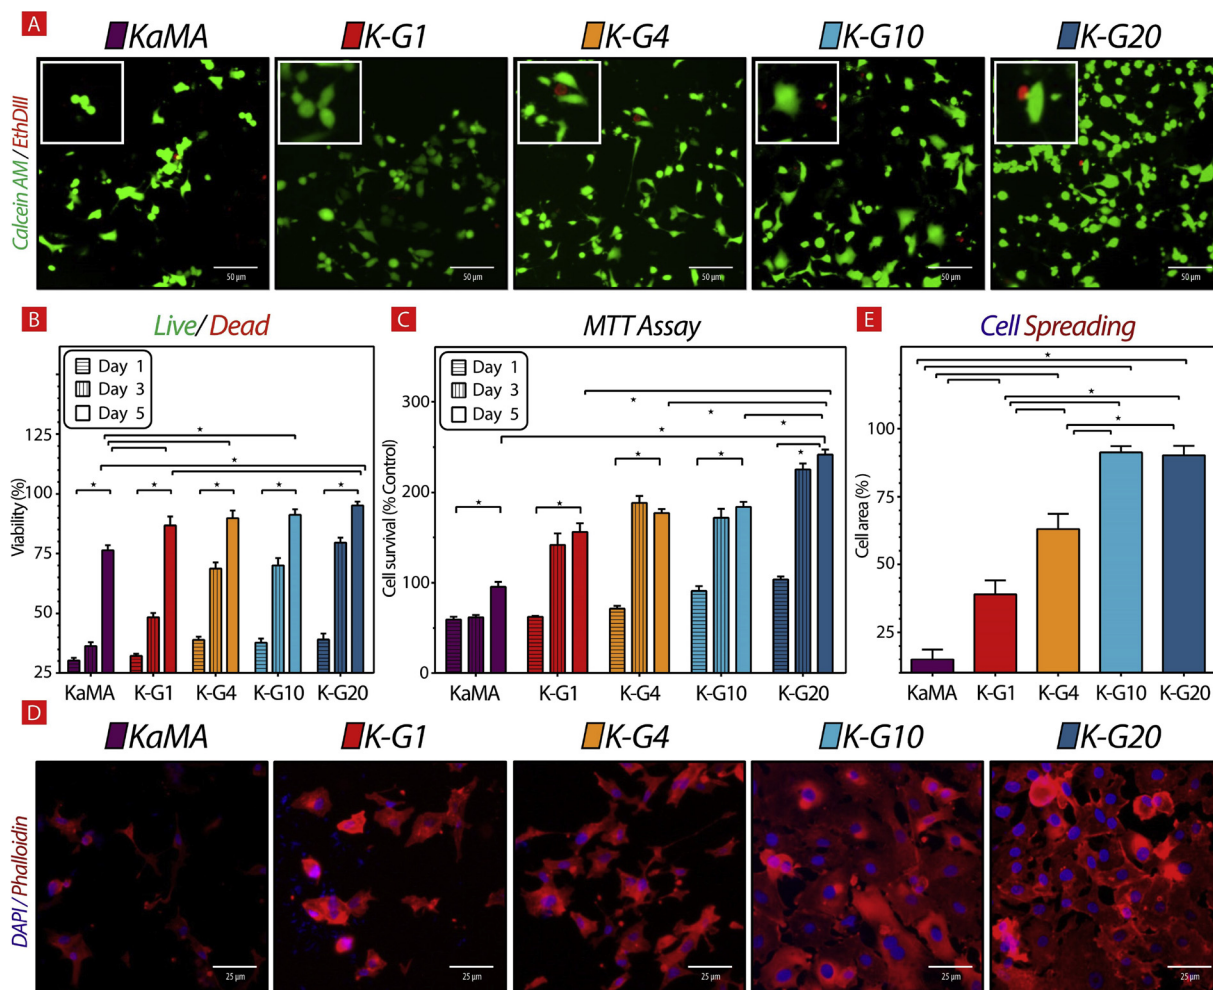 A
KaMA K-G1 K-G4 K-G10 K-G20
Calcein AM / EthDIII
50 µm 50 µm 50 µm 50 µm 50 µm
B Live/ Dead
Day 1
Day 3
Day 5
Viability (%)
125
100
75
50
25
* * * * * * *
KaMA K-G1 K-G4 K-G10 K-G20
C MTT Assay
Day 1
Day 3
Day 5
Cell survival (% Control)
300
200
100
0
* * * * * * * * *
KaMA K-G1 K-G4 K-G10 K-G20
E Cell Spreading
Cell area (%)
100
75
50
25
* * *
KaMA K-G1 K-G4 K-G10 K-G20
D
KaMA K-G1 K-G4 K-G10 K-G20
DAPI / Phalloidin
25 µm 25 µm 25 µm 25 µm 25 µm